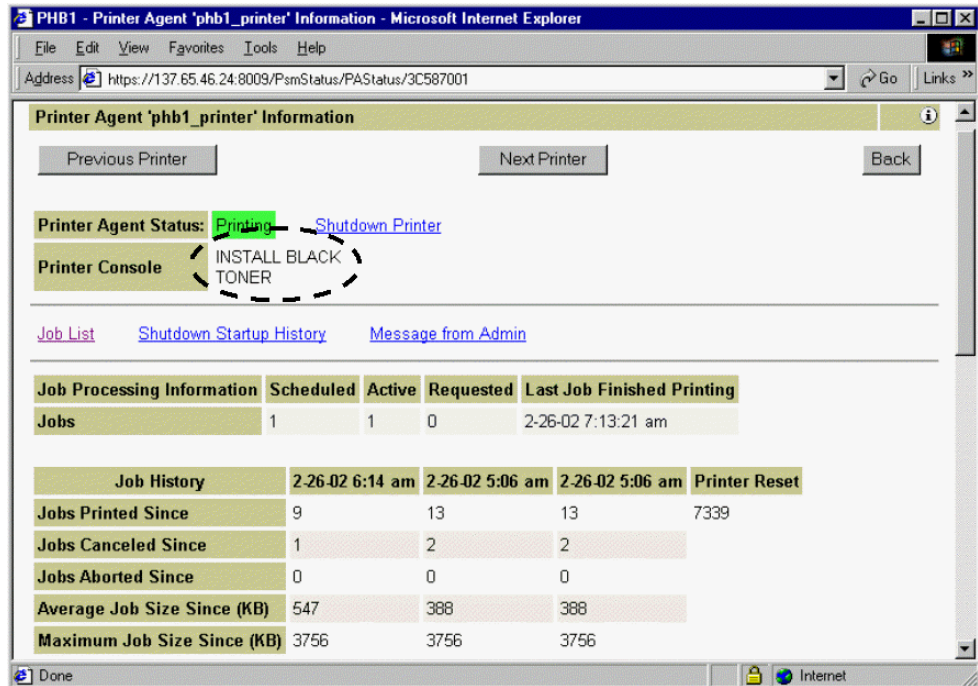 PHB1 - Printer Agent 'phb1_printer' Information - Microsoft Internet Explorer
File Edit View Favorites Tools Help
Address https://137.65.46.24:8009/PsmStatus/PAStatus/3C587001 Go Links »
Printer Agent 'phb1_printer' Information
Previous Printer Next Printer Back
Printer Agent Status: Printing Shutdown Printer
Printer Console INSTALL BLACK
TONER
Job List Shutdown Startup History Message from Admin
Job Processing Information Scheduled Active Requested Last Job Finished Printing
Jobs 1 1 0 2-26-02 7:13:21 am
Job History 2-26-02 6:14 am 2-26-02 5:06 am 2-26-02 5:06 am Printer Reset
Jobs Printed Since 9 13 13 7339
Jobs Canceled Since 1 2 2
Jobs Aborted Since 0 0 0
Average Job Size Since (KB) 547 388 388
Maximum Job Size Since (KB) 3756 3756 3756
Done Internet